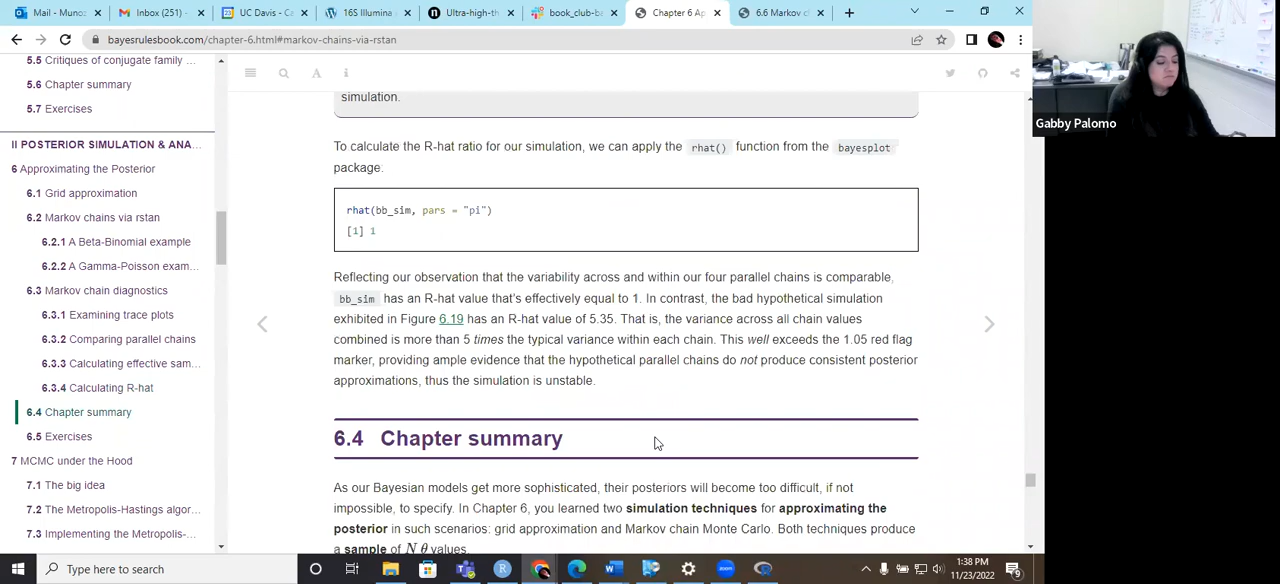 Mail - Munoz
Inbox (251) -
UC Davis - Ca
16S Illumina
Ultra-high-th
book_club-ba
Chapter 6 Ap
6.6 Markov ch
bayesrulesbook.com/chapter-6.html#markov-chains-via-rstan
Gabby Palomo
5.5 Critiques of conjugate family ...
5.6 Chapter summary
5.7 Exercises
II POSTERIOR SIMULATION & ANA...
6 Approximating the Posterior
6.1 Grid approximation
6.2 Markov chains via rstan
6.2.1 A Beta-Binomial example
6.2.2 A Gamma-Poisson exam...
6.3 Markov chain diagnostics
6.3.1 Examining trace plots
6.3.2 Comparing parallel chains
6.3.3 Calculating effective sam...
6.3.4 Calculating R-hat
6.4 Chapter summary
6.5 Exercises
7 MCMC under the Hood
7.1 The big idea
7.2 The Metropolis-Hastings algor...
7.3 Implementing the Metropolis-...
simulation.
To calculate the R-hat ratio for our simulation, we can apply the rhat() function from the bayesplot
package:
rhat(bb_sim, pars = "pi")
[1] 1
Reflecting our observation that the variability across and within our four parallel chains is comparable,
bb_sim has an R-hat value that's effectively equal to 1. In contrast, the bad hypothetical simulation
exhibited in Figure 6.19 has an R-hat value of 5.35. That is, the variance across all chain values
combined is more than 5 times the typical variance within each chain. This well exceeds the 1.05 red flag
marker, providing ample evidence that the hypothetical parallel chains do not produce consistent posterior
approximations, thus the simulation is unstable.
6.4 Chapter summary
As our Bayesian models get more sophisticated, their posteriors will become too difficult, if not
impossible, to specify. In Chapter 6, you learned two simulation techniques for approximating the
posterior in such scenarios: grid approximation and Markov chain Monte Carlo. Both techniques produce
a sample of N θ values.
Type here to search
1:38 PM
11/23/2022